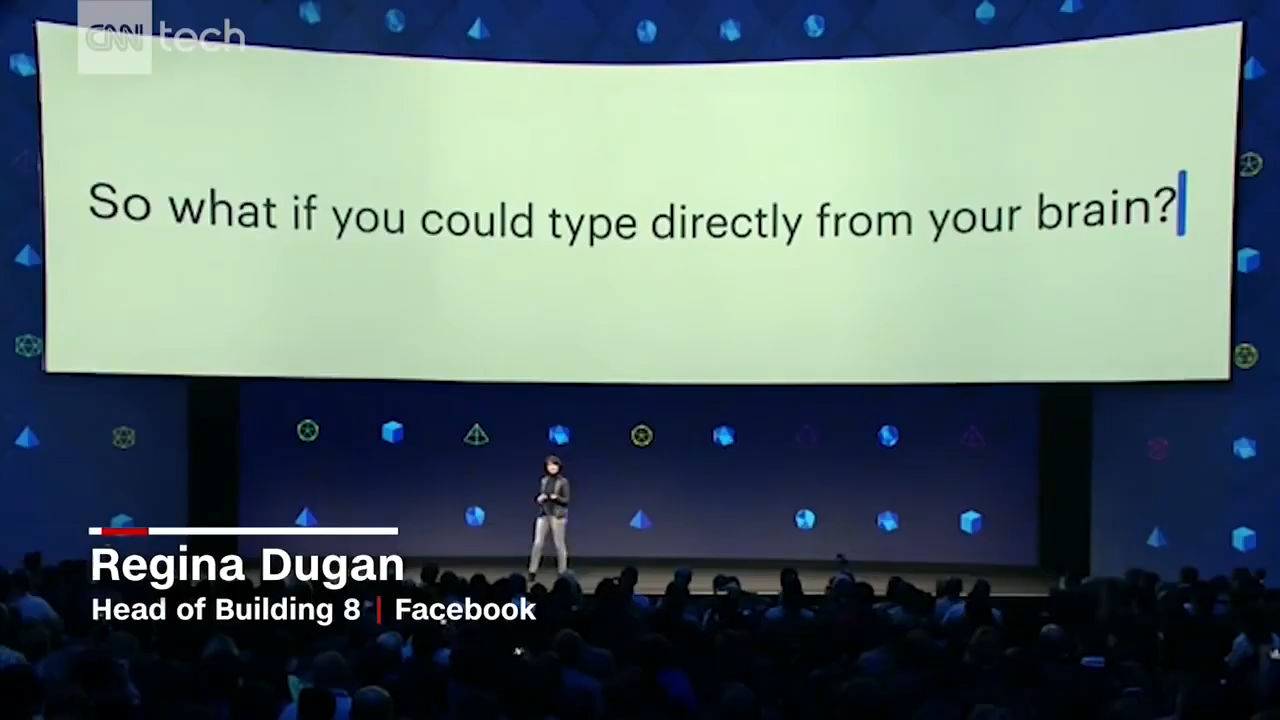 CNN tech
So what if you could type directly from your brain?
Regina Dugan
Head of Building 8 | Facebook